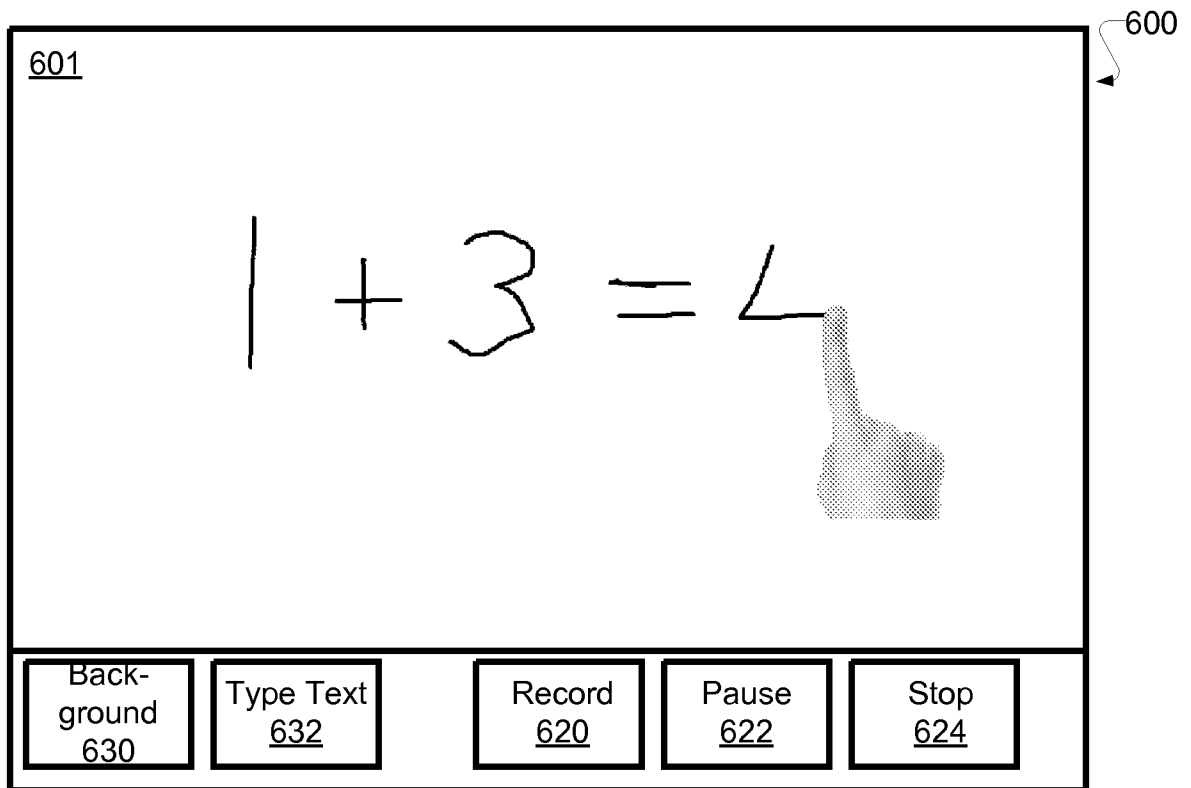 600
601
1 + 3 = 4
Back-
ground
630
Type Text
632
Record
620
Pause
622
Stop
624